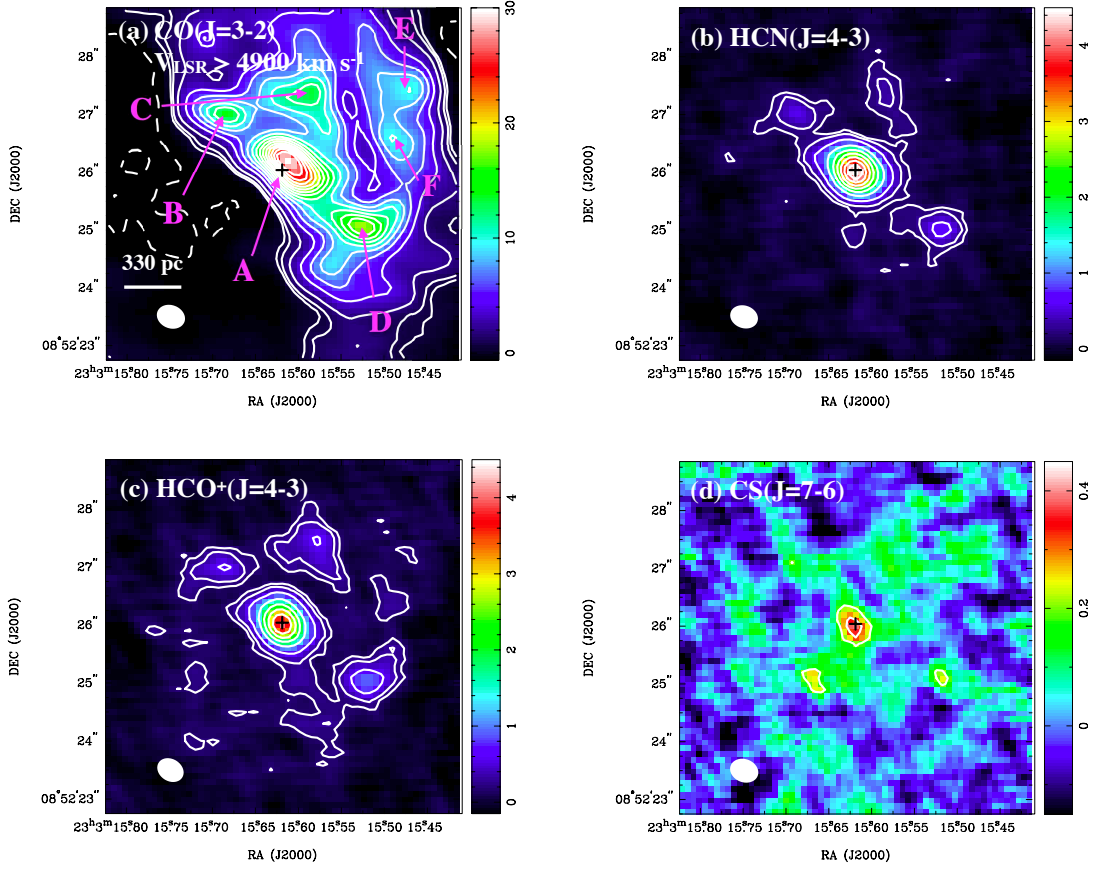 (a) CO(J=3-2)
V_LSR > 4900 km s⁻¹
A
B
C
D
E
F
330 pc
28″
27″
26″
25″
24″
08°52′23″
DEC (J2000)
23ʰ3ᵐ15ˢ.80 15ˢ.75 15ˢ.70 15ˢ.65 15ˢ.60 15ˢ.55 15ˢ.50 15ˢ.45
RA (J2000)
30
20
10
0
(b) HCN(J=4-3)
28″
27″
26″
25″
24″
08°52′23″
DEC (J2000)
23ʰ3ᵐ15ˢ.80 15ˢ.75 15ˢ.70 15ˢ.65 15ˢ.60 15ˢ.55 15ˢ.50 15ˢ.45
RA (J2000)
4
3
2
1
0
(c) HCO⁺(J=4-3)
28″
27″
26″
25″
24″
08°52′23″
DEC (J2000)
23ʰ3ᵐ15ˢ.80 15ˢ.75 15ˢ.70 15ˢ.65 15ˢ.60 15ˢ.55 15ˢ.50 15ˢ.45
RA (J2000)
4
3
2
1
0
(d) CS(J=7-6)
28″
27″
26″
25″
24″
08°52′23″
DEC (J2000)
23ʰ3ᵐ15ˢ.80 15ˢ.75 15ˢ.70 15ˢ.65 15ˢ.60 15ˢ.55 15ˢ.50 15ˢ.45
RA (J2000)
0.4
0.2
0